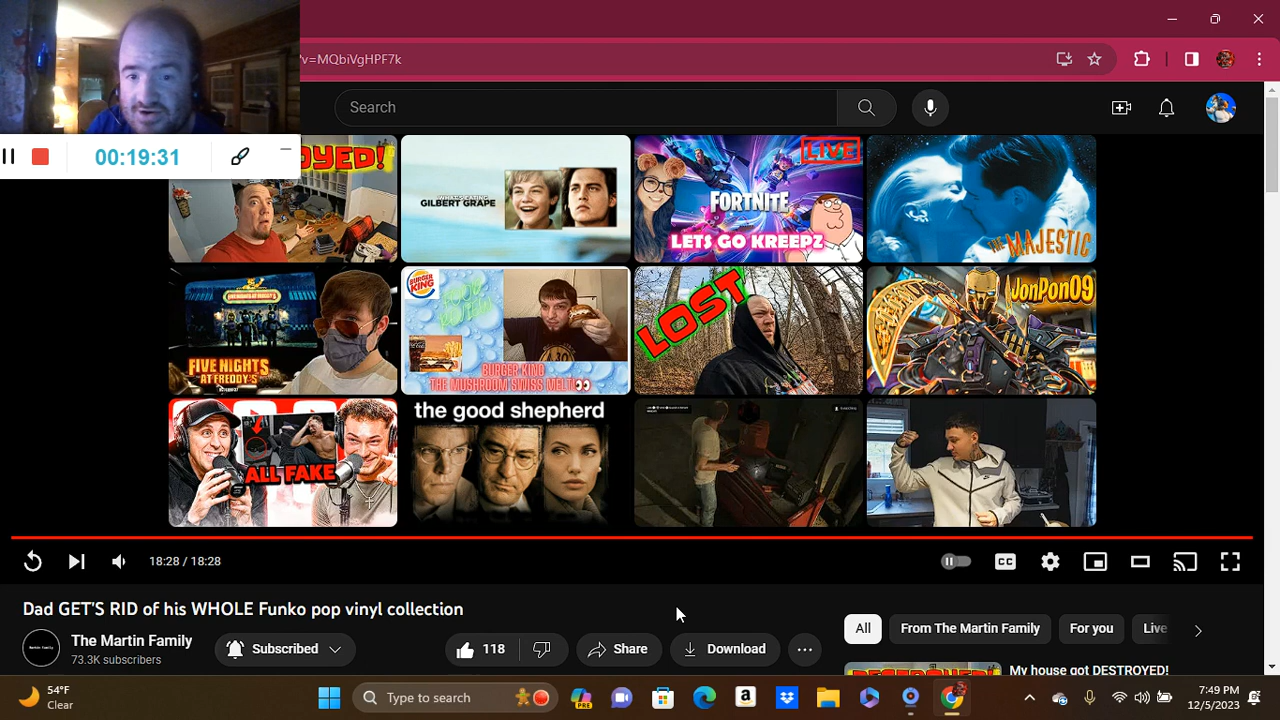 v=MQbiVgHPF7k
Search
00:19:31
OYED!
WHAT'S EATING
GILBERT GRAPE
LIVE
FORTNITE
LETS GO KREEPZ
THE MAJESTIC
FIVE NIGHTS
AT FREDDY'S
BURGER
KING
BURGER KING
THE MUSHROOM SWISS MELT!👀
LOST
JonPon09
ALL FAKE
the good shepherd
18:28 / 18:28
CC
Dad GET'S RID of his WHOLE Funko pop vinyl collection
The Martin Family
73.3K subscribers
Subscribed
118
Share
Download
All
From The Martin Family
For you
Live
My house got DESTROYED!
54°F
Clear
Type to search
PRE
7:49 PM
12/5/2023